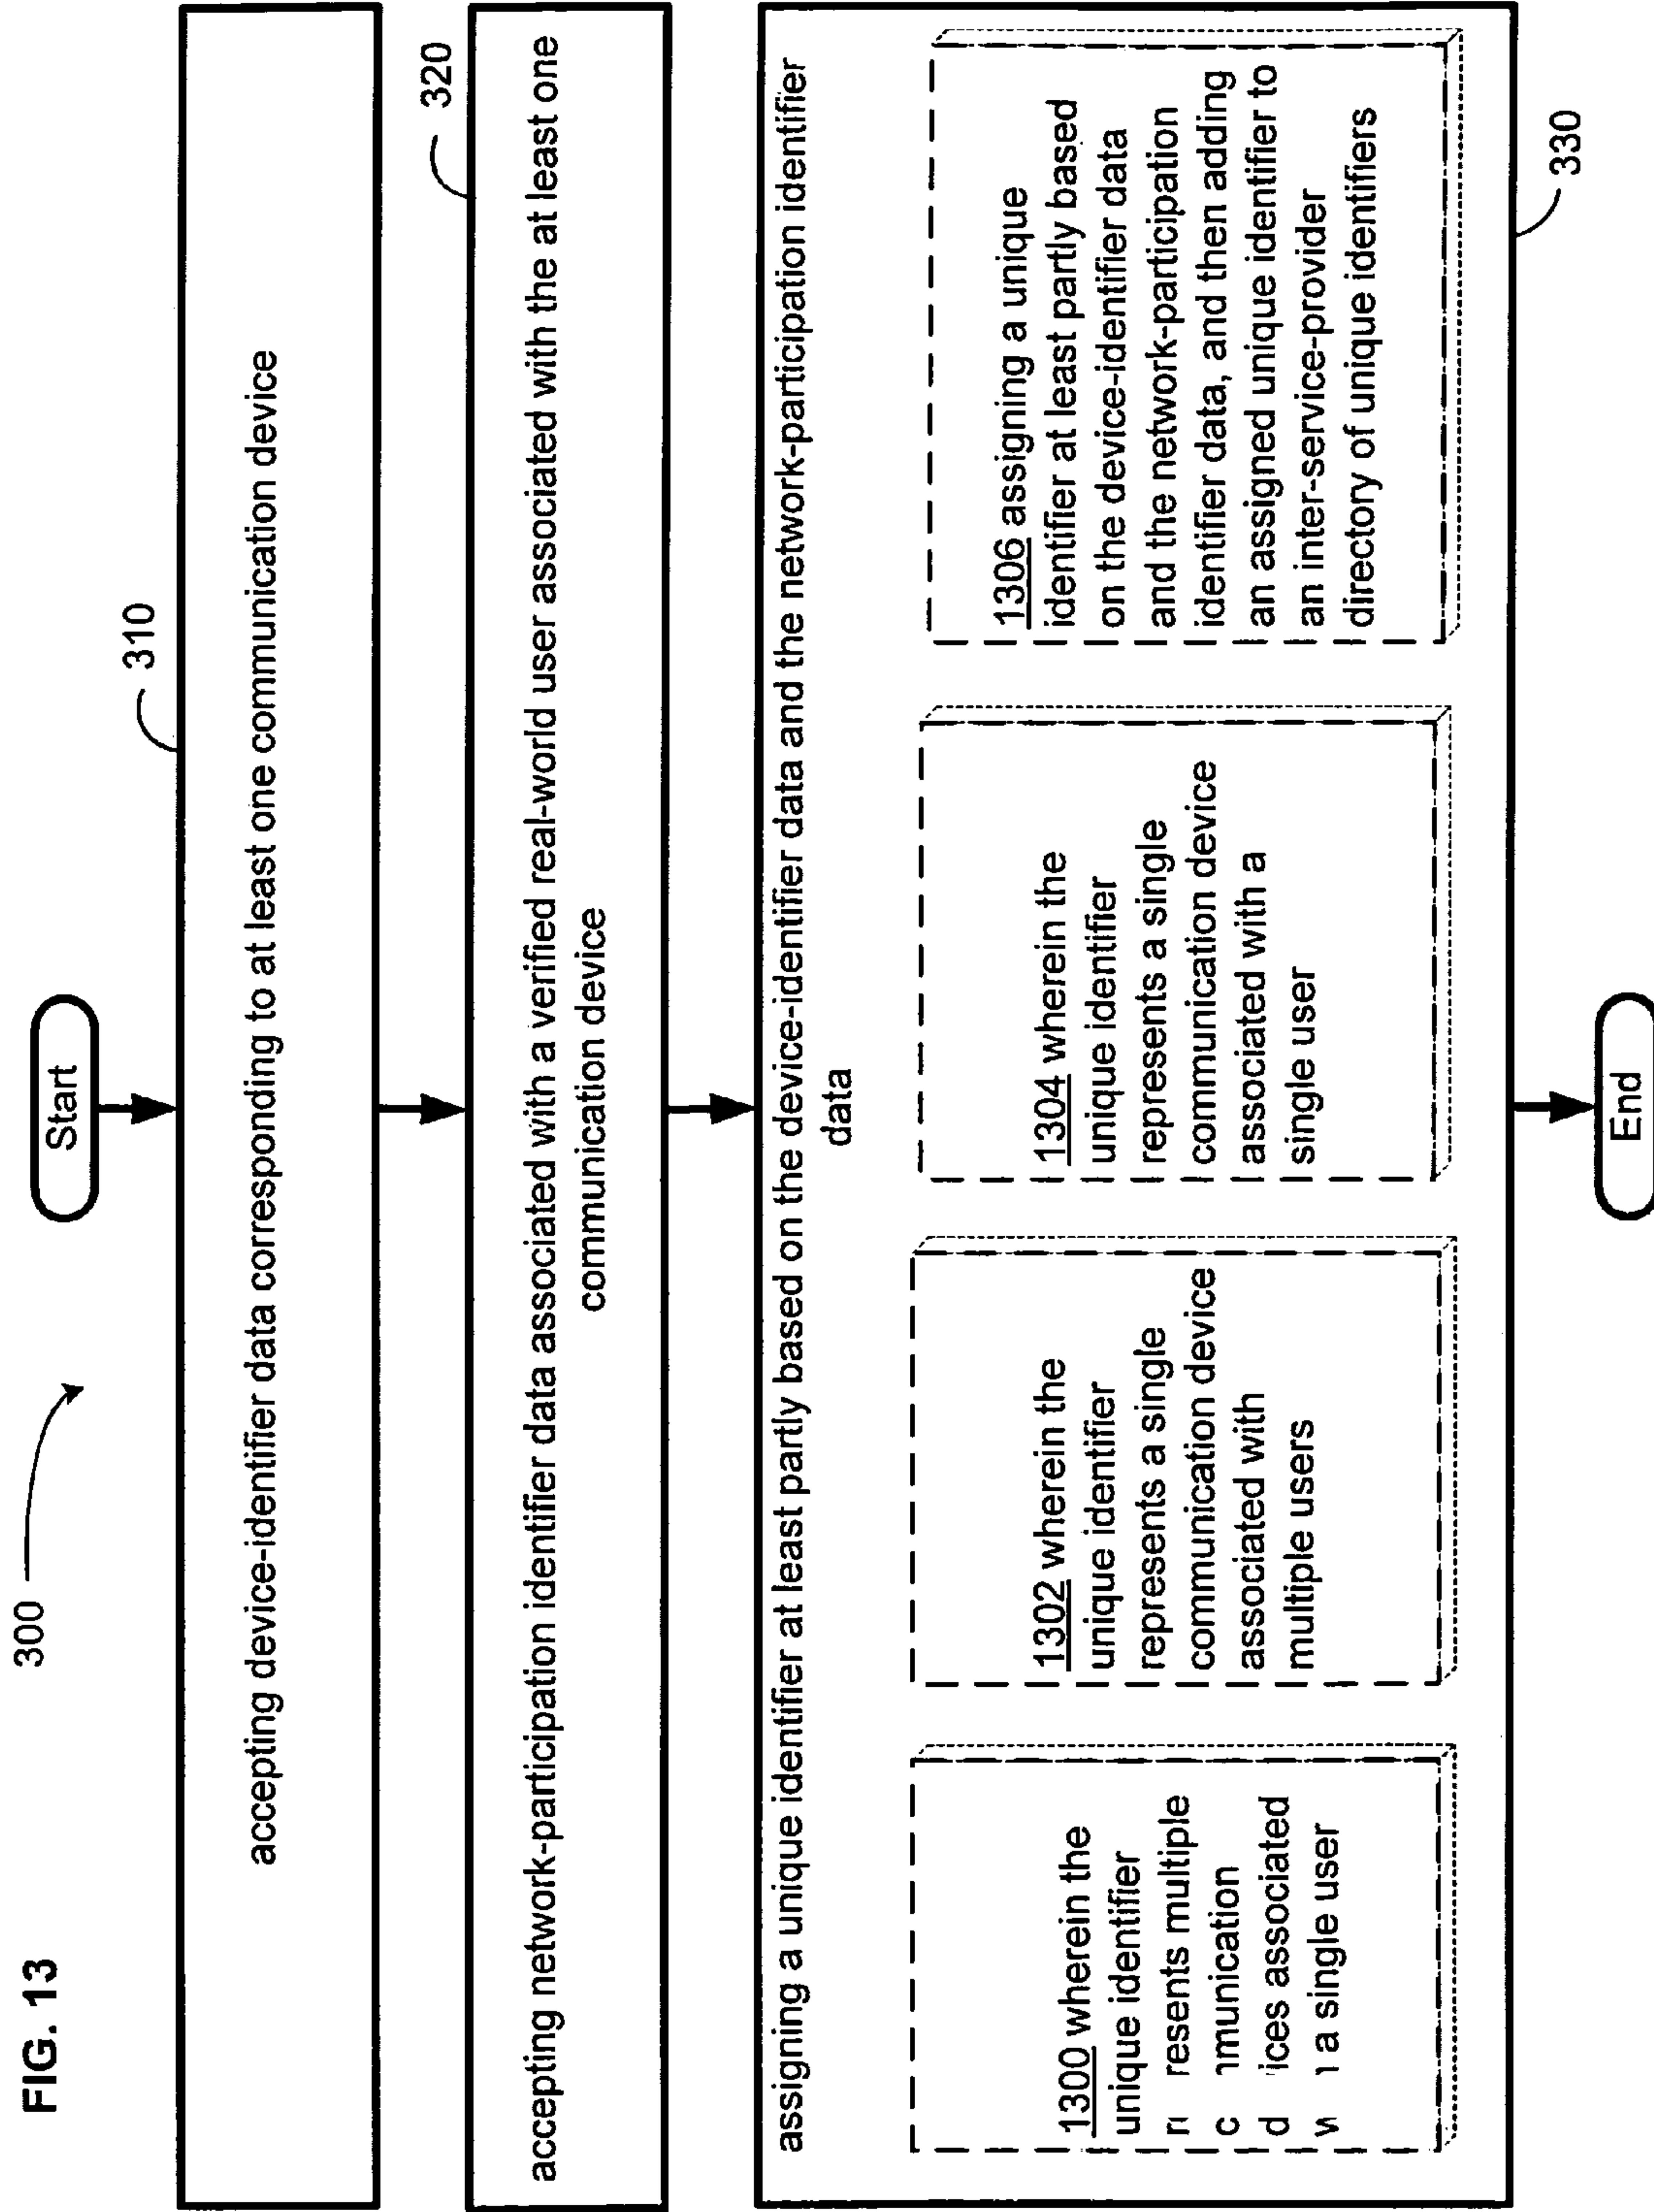 FIG. 13
300
Start
310
accepting device-identifier data corresponding to at least one communication device
320
accepting network-participation identifier data associated with a verified real-world user associated with the at least one
communication device
assigning a unique identifier at least partly based on the device-identifier data and the network-participation identifier
data
1300 wherein the
unique identifier
resents multiple
munication
ices associated
a single user
1302 wherein the
unique identifier
represents a single
communication device
associated with
multiple users
1304 wherein the
unique identifier
represents a single
communication device
associated with a
single user
1306 assigning a unique
identifier at least partly based
on the device-identifier data
and the network-participation
identifier data, and then adding
an assigned unique identifier to
an inter-service-provider
directory of unique identifiers
330
End